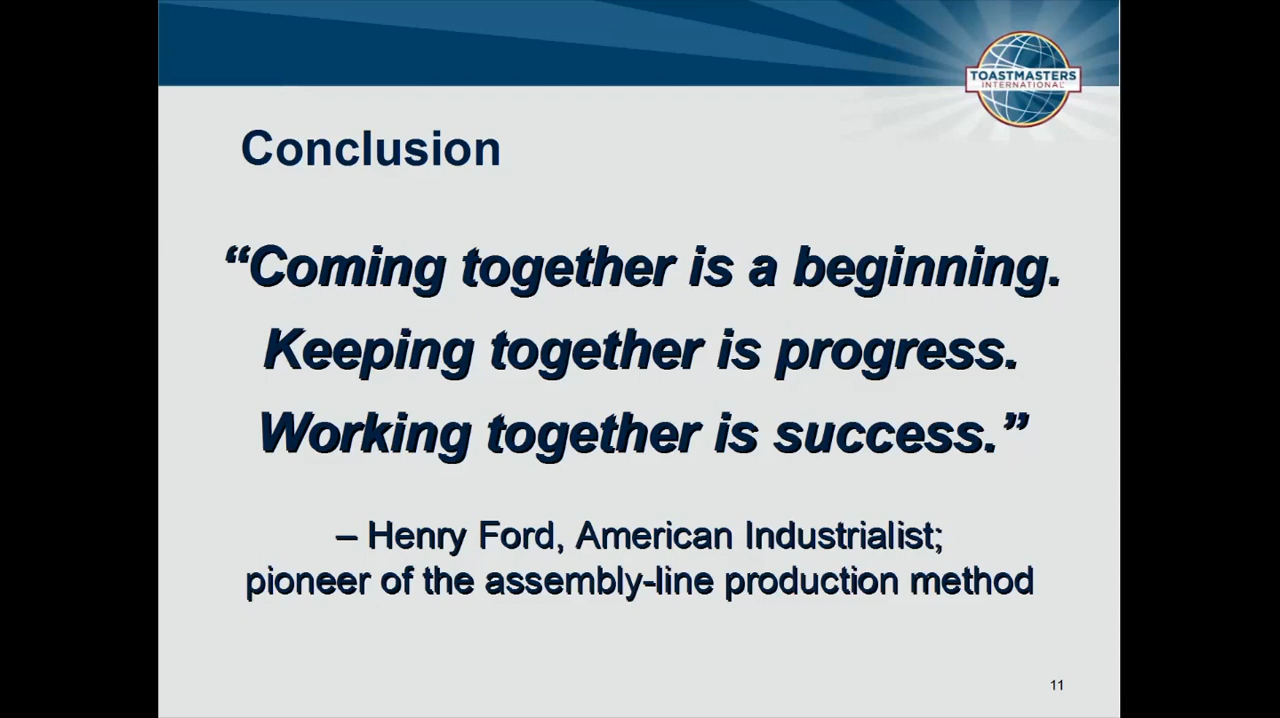 TOASTMASTERS
INTERNATIONAL
Conclusion
“Coming together is a beginning.
Keeping together is progress.
Working together is success.”
– Henry Ford, American Industrialist;
pioneer of the assembly-line production method
11